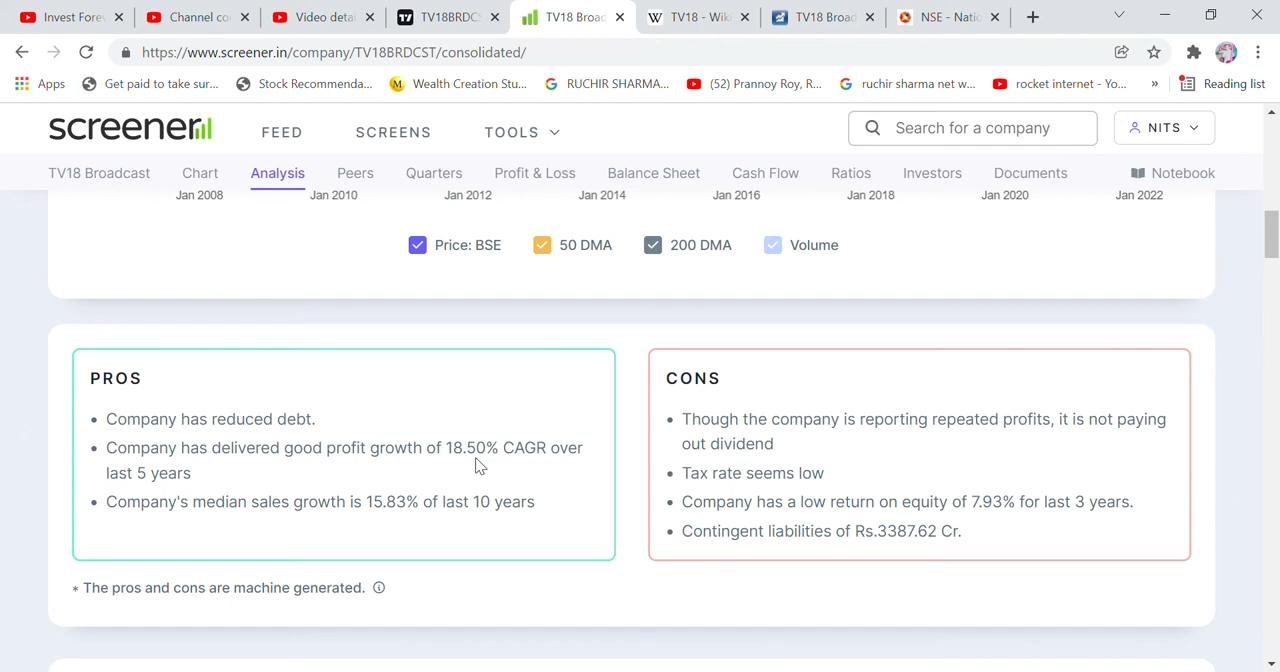 Invest Fore
Channel co
Video detai
TV18BRDC
TV18 Broad
TV18 - Wiki
TV18 Broad
NSE - Natio
https://www.screener.in/company/TV18BRDCST/consolidated/
Apps
Get paid to take sur...
Stock Recommenda...
Wealth Creation Stu...
RUCHIR SHARMA...
(52) Prannoy Roy, R...
ruchir sharma net w...
rocket internet - Yo...
»
Reading list
screener
FEED
SCREENS
TOOLS
Search for a company
NITS
TV18 Broadcast
Chart
Analysis
Peers
Quarters
Profit & Loss
Balance Sheet
Cash Flow
Ratios
Investors
Documents
Notebook
Jan 2008
Jan 2010
Jan 2012
Jan 2014
Jan 2016
Jan 2018
Jan 2020
Jan 2022
Price: BSE
50 DMA
200 DMA
Volume
PROS
• Company has reduced debt.
• Company has delivered good profit growth of 18.50% CAGR over
last 5 years
• Company's median sales growth is 15.83% of last 10 years
CONS
• Though the company is reporting repeated profits, it is not paying
out dividend
• Tax rate seems low
• Company has a low return on equity of 7.93% for last 3 years.
• Contingent liabilities of Rs.3387.62 Cr.
* The pros and cons are machine generated.